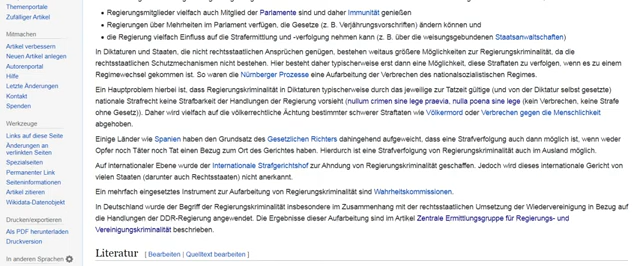 Themenportale
Zufälliger Artikel
Mitmachen
Artikel verbessern
Neuen Artikel anlegen
Autorenportal
Hilfe
Letzte Änderungen
Kontakt
Spenden
Werkzeuge
Links auf diese Seite
Änderungen an
verlinkten Seiten
Spezialseiten
Permanenter Link
Seiteninformationen
Artikel zitieren
Wikidata-Datenobjekt
Drucken/exportieren
Als PDF herunterladen
Druckversion
In anderen Sprachen
• Regierungsmitglieder vielfach auch Mitglied der Parlamente sind und daher Immunität genießen
• Regierungen über Mehrheiten im Parlament verfügen, die Gesetze (z. B. Verjährungsvorschriften) ändern können und
• die Regierung vielfach Einfluss auf die Strafermittlung und -verfolgung nehmen kann (z. B. über die weisungsgebundenen Staatsanwaltschaften)
In Diktaturen und Staaten, die nicht rechtsstaatlichen Ansprüchen genügen, bestehen weitaus größere Möglichkeiten zur Regierungskriminalität, da die
rechtsstaatlichen Schutzmechanismen nicht bestehen. Hier besteht daher typischerweise erst dann eine Möglichkeit, diese Straftaten zu verfolgen, wenn es zu einem
Regimewechsel gekommen ist. So waren die Nürnberger Prozesse eine Aufarbeitung der Verbrechen des nationalsozialistischen Regimes.
Ein Hauptproblem hierbei ist, dass Regierungskriminalität in Diktaturen typischerweise durch das jeweilige zur Tatzeit gültige (und von der Diktatur selbst gesetzte)
nationale Strafrecht keine Strafbarkeit der Handlungen der Regierung vorsieht (nullum crimen sine lege praevia, nulla poena sine lege (kein Verbrechen, keine Strafe
ohne Gesetz)). Daher wird vielfach auf die völkerrechtliche Ächtung bestimmter schwerer Straftaten wie Völkermord oder Verbrechen gegen die Menschlichkeit
abgehoben.
Einige Länder wie Spanien haben den Grundsatz des Gesetzlichen Richters dahingehend aufgeweicht, dass eine Strafverfolgung auch dann möglich ist, wenn weder
Opfer noch Täter noch Tat einen Bezug zum Ort des Gerichtes haben. Hierdurch ist eine Strafverfolgung von Regierungskriminalität auch im Ausland möglich.
Auf internationaler Ebene wurde der Internationale Strafgerichtshof zur Ahndung von Regierungskriminalität geschaffen. Jedoch wird dieses internationale Gericht von
vielen Staaten (darunter auch Rechtsstaaten) nicht anerkannt.
Ein mehrfach eingesetztes Instrument zur Aufarbeitung von Regierungskriminalität sind Wahrheitskommissionen.
In Deutschland wurde der Begriff der Regierungskriminalität insbesondere im Zusammenhang mit der rechtsstaatlichen Umsetzung der Wiedervereinigung in Bezug auf
die Handlungen der DDR-Regierung angewendet. Die Ergebnisse dieser Aufarbeitung sind im Artikel Zentrale Ermittlungsgruppe für Regierungs- und
Vereinigungskriminalität beschrieben.
Literatur [ Bearbeiten | Quelltext bearbeiten ]